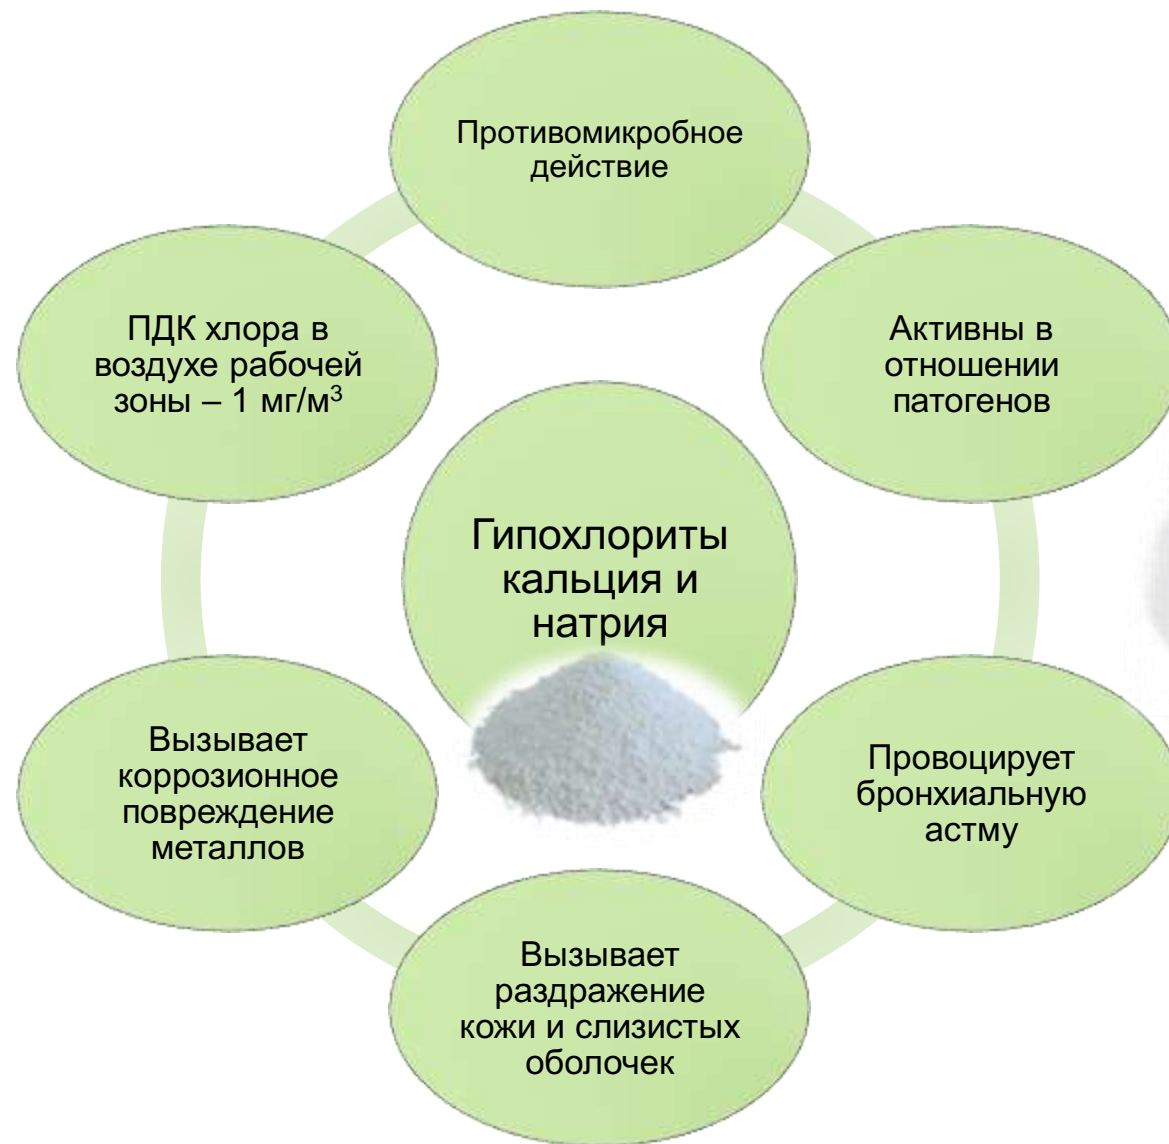 Противомикробное
действие
Активны в
отношении
патогенов
Провоцирует
бронхиальную
астму
Вызывает
раздражение
кожи и слизистых
оболочек
Вызывает
коррозионное
повреждение
металлов
ПДК хлора в
воздухе рабочей
зоны – 1 мг/м³
Гипохлориты
кальция и
натрия